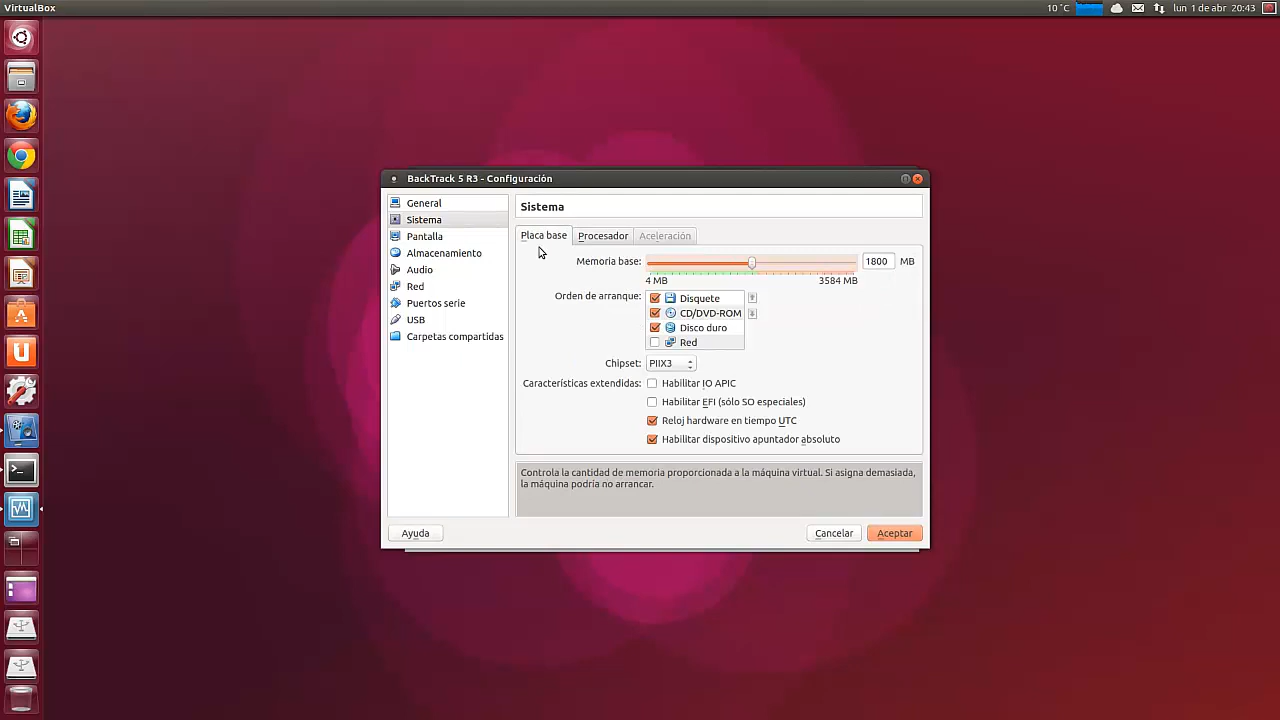 VirtualBox
10 °C
lun 1 de abr 20:43
BackTrack 5 R3 - Configuración
General
Sistema
Pantalla
Almacenamiento
Audio
Red
Puertos serie
USB
Carpetas compartidas
Sistema
Placa base Procesador Aceleración
Memoria base: 1800 MB
4 MB 3584 MB
Orden de arranque: Disquete
CD/DVD-ROM
Disco duro
Red
Chipset: PIIX3
Características extendidas: Habilitar IO APIC
Habilitar EFI (sólo SO especiales)
Reloj hardware en tiempo UTC
Habilitar dispositivo apuntador absoluto
Controla la cantidad de memoria proporcionada a la máquina virtual. Si asigna demasiada,
la máquina podría no arrancar.
Ayuda Cancelar Aceptar